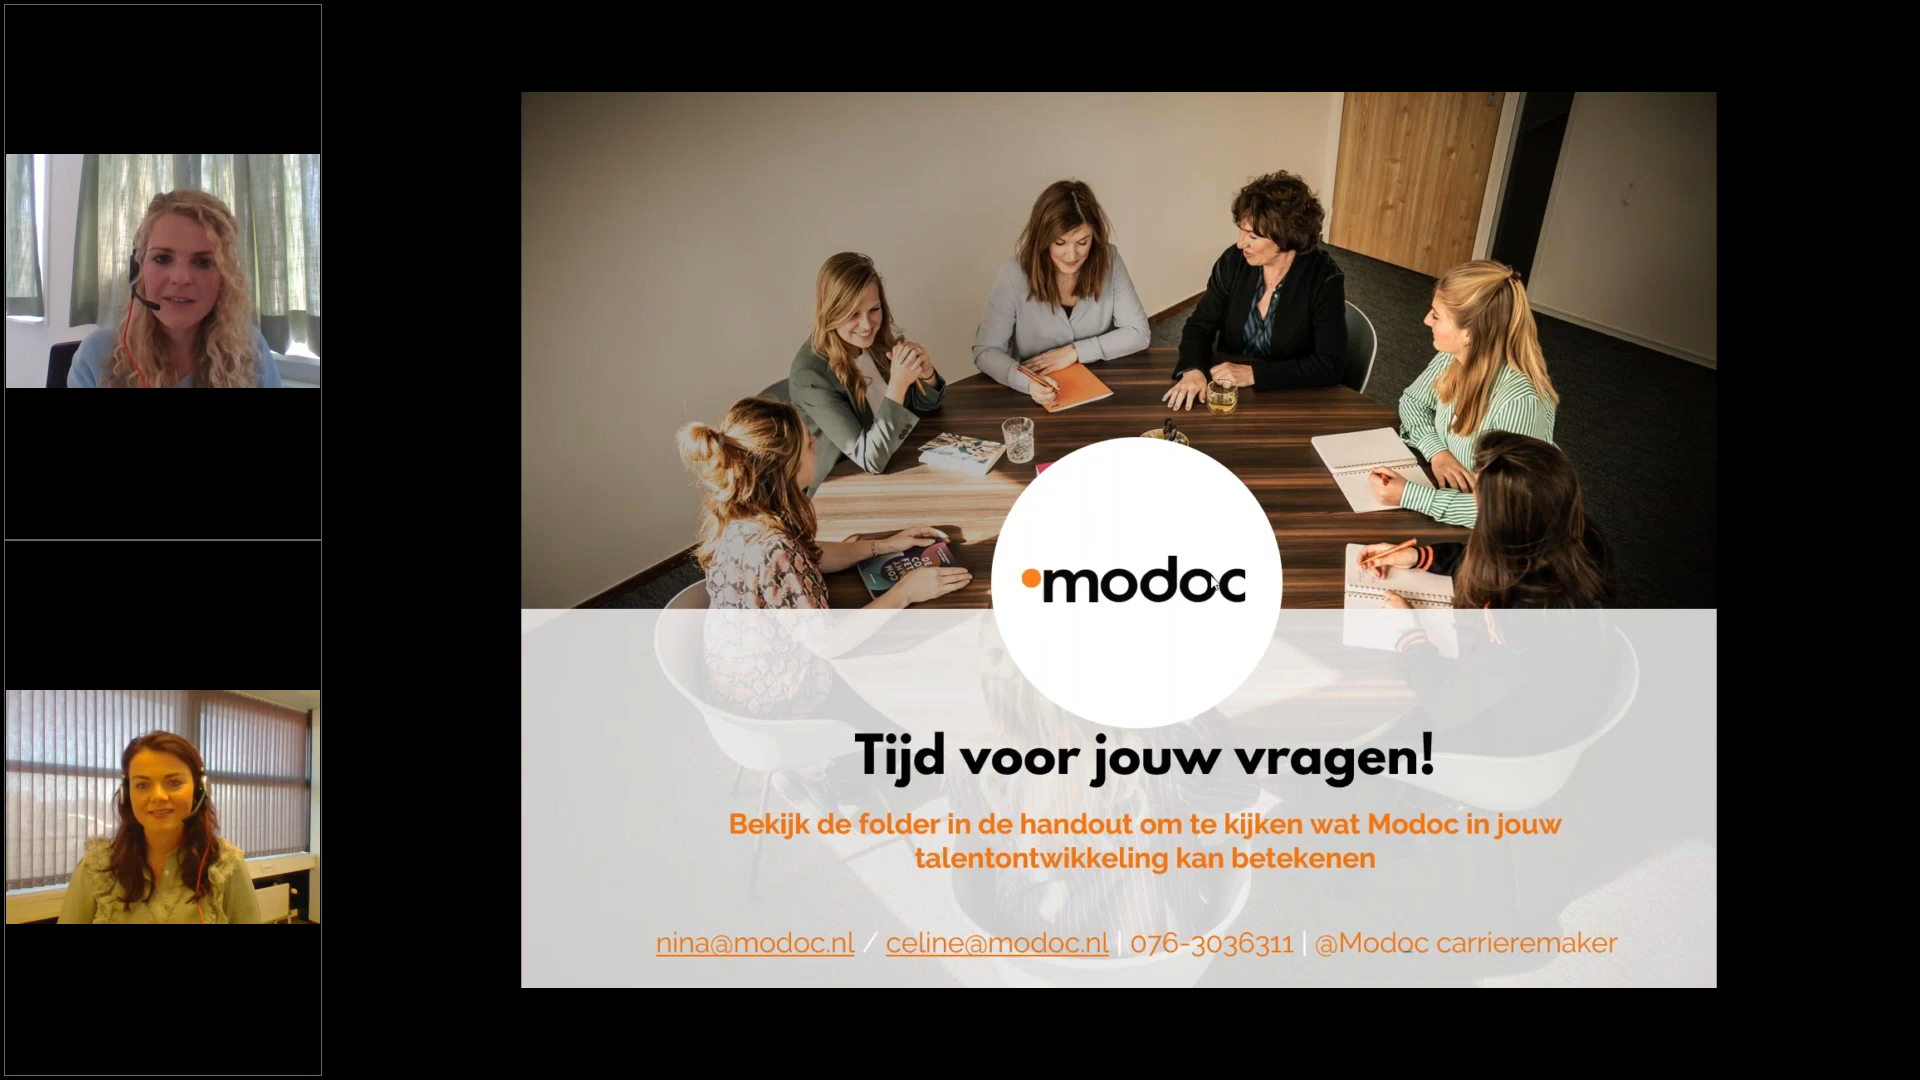 modoc
Tijd voor jouw vragen!
Bekijk de folder in de handout om te kijken wat Modoc in jouw
talentontwikkeling kan betekenen
nina@modoc.nl / celine@modoc.nl | 076-3036311 | @Modoc carrieremaker